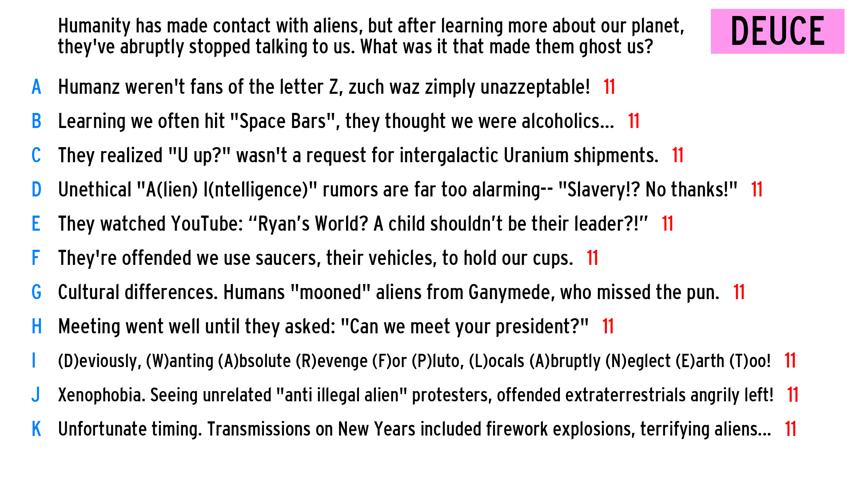 Humanity has made contact with aliens, but after learning more about our planet,
they've abruptly stopped talking to us. What was it that made them ghost us?
DEUCE
A Humanz weren't fans of the letter Z, zuch waz zimply unazzeptable! 11
B Learning we often hit "Space Bars", they thought we were alcoholics... 11
C They realized "U up?" wasn't a request for intergalactic Uranium shipments. 11
D Unethical "A(lien) I(ntelligence)" rumors are far too alarming-- "Slavery!? No thanks!" 11
E They watched YouTube: “Ryan’s World? A child shouldn’t be their leader?!” 11
F They're offended we use saucers, their vehicles, to hold our cups. 11
G Cultural differences. Humans "mooned" aliens from Ganymede, who missed the pun. 11
H Meeting went well until they asked: "Can we meet your president?" 11
I (D)eviously, (W)anting (A)bsolute (R)evenge (F)or (P)luto, (L)ocals (A)bruptly (N)eglect (E)arth (T)oo! 11
J Xenophobia. Seeing unrelated "anti illegal alien" protesters, offended extraterrestrials angrily left! 11
K Unfortunate timing. Transmissions on New Years included firework explosions, terrifying aliens... 11